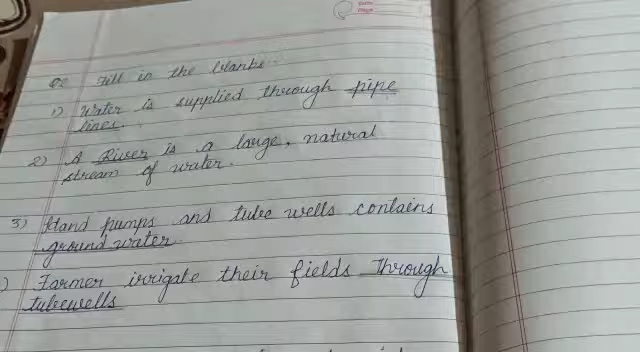 Q2 Fill in the blanks.
1) Water is supplied through pipe
lines.
2) A River is a large, natural
stream of water.
3) Hand pumps and tube wells contains
ground water.
) Farmer irrigate their fields Through
tubewells